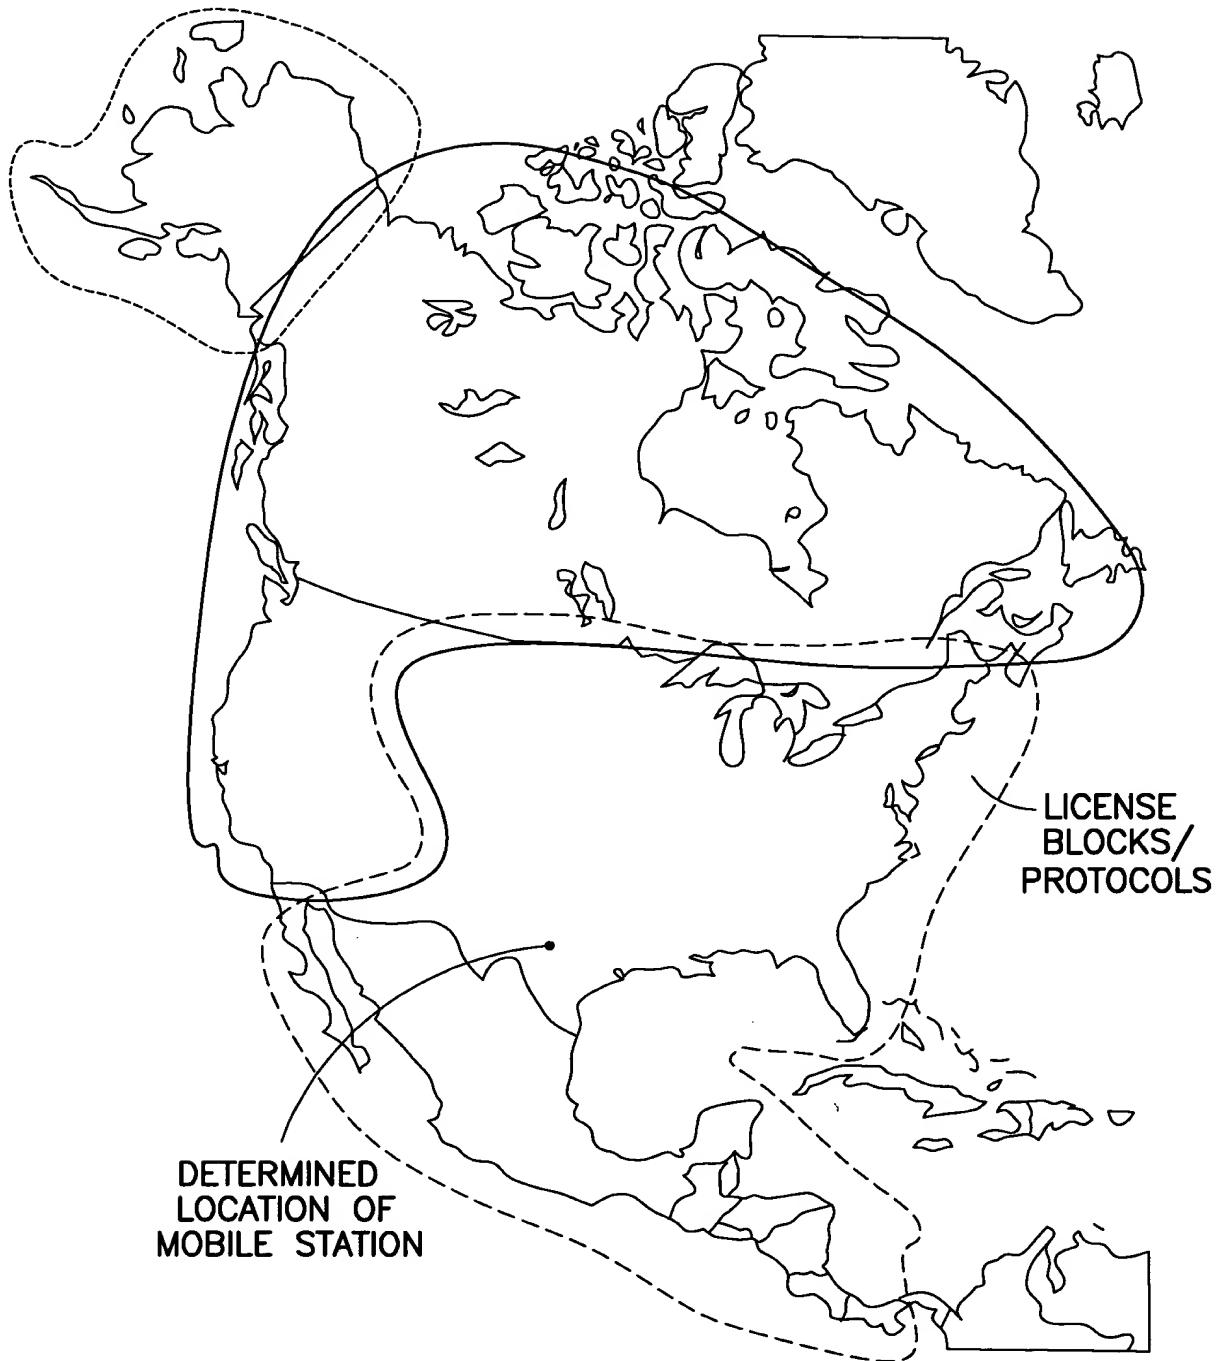 LICENSE
BLOCKS/
PROTOCOLS
DETERMINED
LOCATION OF
MOBILE STATION